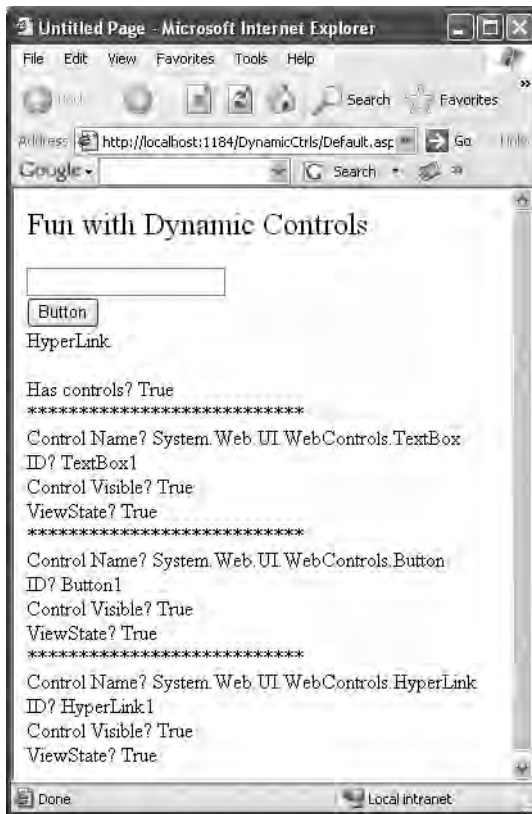 Untitled Page - Microsoft Internet Explorer
File Edit View Favorites Tools Help
Search Favorites
Address http://localhost:1184/DynamicCtrls/Default.asp Go
Google Search
Fun with Dynamic Controls
Button
HyperLink
Has controls? True
***************************
Control Name? System.Web.UI.WebControls.TextBox
ID? TextBox1
Control Visible? True
ViewState? True
***************************
Control Name? System.Web.UI.WebControls.Button
ID? Button1
Control Visible? True
ViewState? True
***************************
Control Name? System.Web.UI.WebControls.HyperLink
ID? HyperLink1
Control Visible? True
ViewState? True
Done Local intranet